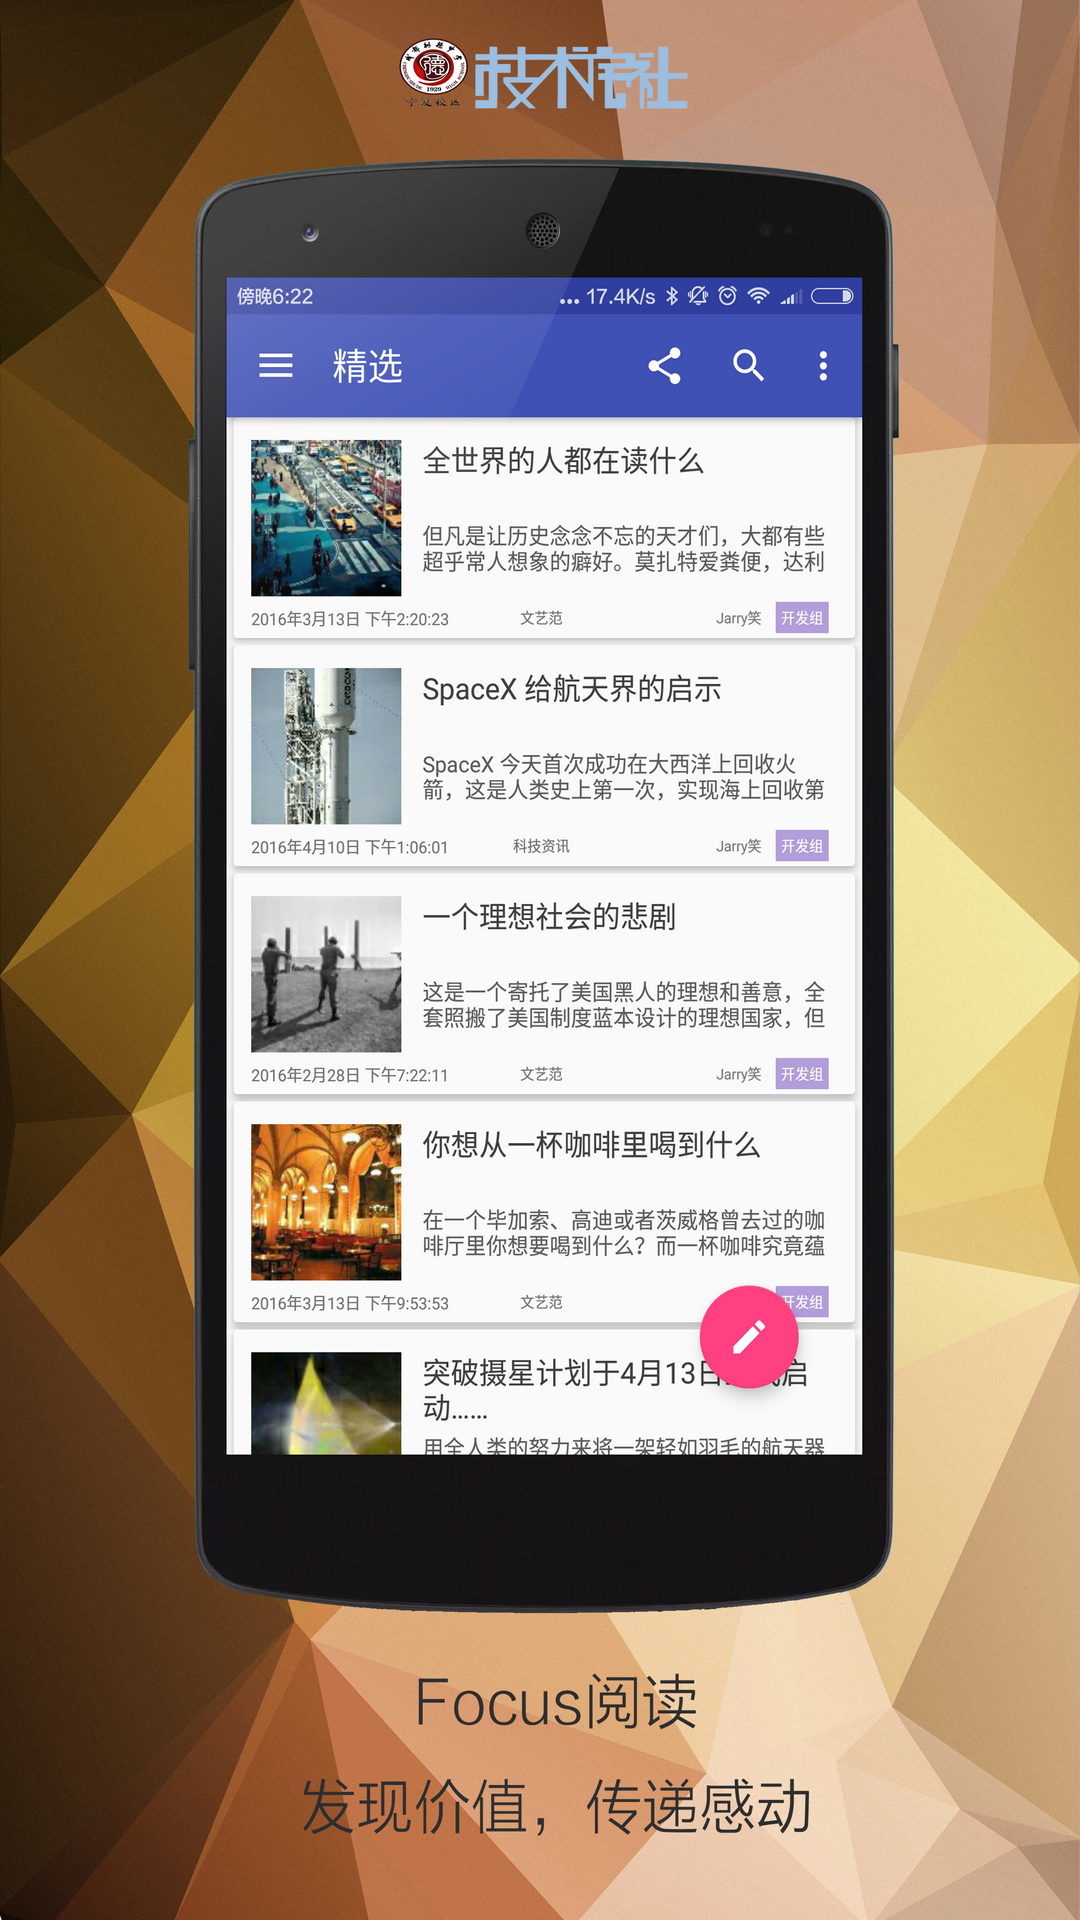 1929
技术宅社
傍晚6:22
... 17.4K/s
精选
全世界的人都在读什么
但凡是让历史念念不忘的天才们，大都有些
超乎常人想象的癖好。莫扎特爱粪便，达利
2016年3月13日 下午2:20:23 文艺范 Jarry笑 开发组
SpaceX 给航天界的启示
SpaceX 今天首次成功在大西洋上回收火
箭，这是人类史上第一次，实现海上回收第
2016年4月10日 下午1:06:01 科技资讯 Jarry笑 开发组
一个理想社会的悲剧
这是一个寄托了美国黑人的理想和善意，全
套照搬了美国制度蓝本设计的理想国家，但
2016年2月28日 下午7:22:11 文艺范 Jarry笑 开发组
你想从一杯咖啡里喝到什么
在一个毕加索、高迪或者茨威格曾去过的咖
啡厅里你想要喝到什么？而一杯咖啡究竟蕴
2016年3月13日 下午9:53:53 文艺范 开发组
突破摄星计划于4月13日 启
动......
用全人类的努力来将一架轻如羽毛的航天器
Focus阅读
发现价值，传递感动